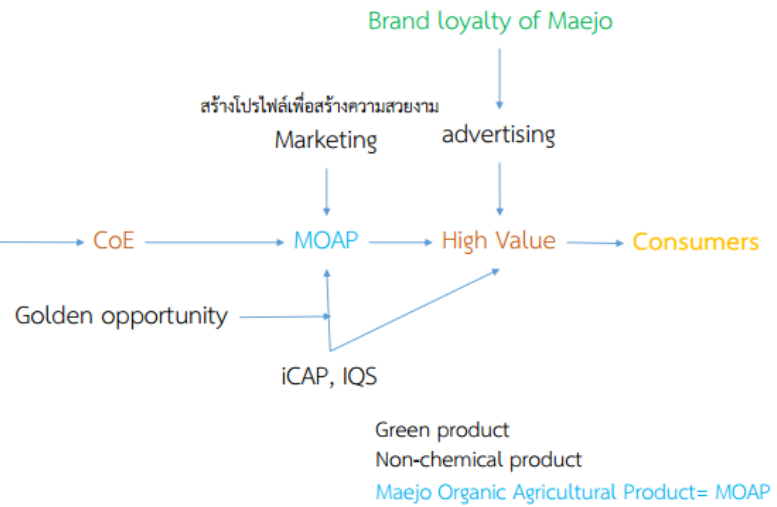 Brand loyalty of Maejo
สร้างโปรไฟล์เพื่อสร้างความสวยงาม
Marketing
advertising
CoE
MOAP
High Value
Consumers
Golden opportunity
iCAP, IQS
Green product
Non-chemical product
Maejo Organic Agricultural Product= MOAP